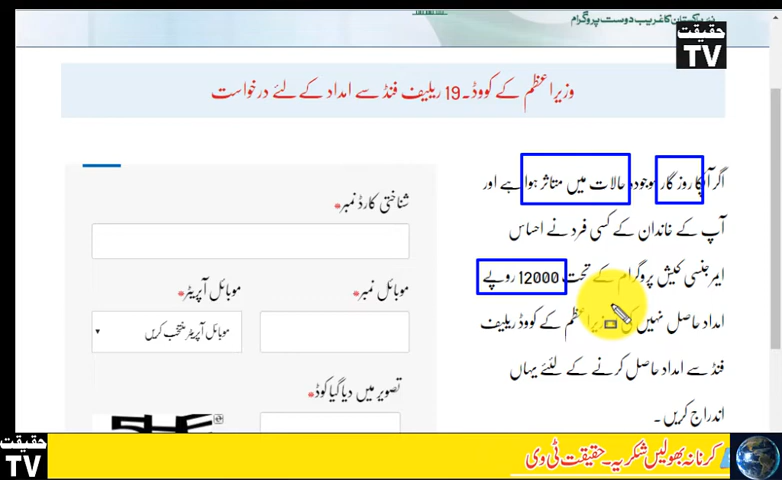 پاکستان کا غریب دوست پروگرام
حقیقت
TV
وزیراعظم کے کووڈ-19 ریلیف فنڈ سے امداد کے لئے درخواست
اگر آپکا روزگار موجودہ حالات میں متاثر ہوا ہے اور
آپ کے خاندان کے کسی فرد نے احساس
ایمرجنسی کیش پروگرام کے تحت 12000 روپے
امداد حاصل نہیں کی وزیراعظم کے کووڈ ریلیف
فنڈ سے امداد حاصل کرنے کے لئیے یہاں
اندراج کریں۔
شناختی کارڈ نمبر*
موبائل نمبر*
موبائل آپریٹر*
موبائل آپریٹر منتخب کریں
تصویر میں دیا گیا کوڈ*
حقیقت
TV
کرنا نہ بھولیں شکریہ۔ حقیقت ٹی وی